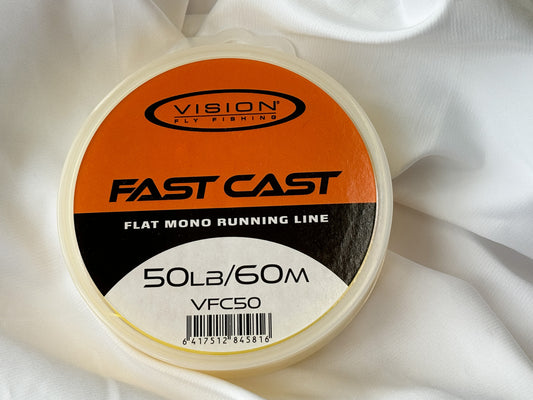 VISION®
FLY FISHING
FAST CAST
FLAT MONO RUNNING LINE
50LB/60M
VFC50
6 417512 845816